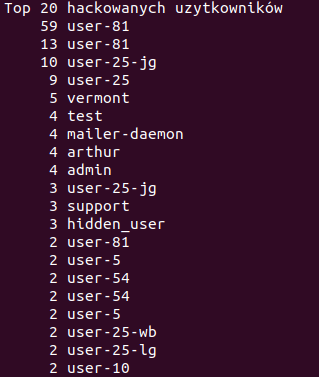 Top 20 hackowanych uzytkowników
59 user-81
13 user-81
10 user-25-jg
9 user-25
5 vermont
4 test
4 mailer-daemon
4 arthur
4 admin
3 user-25-jg
3 support
3 hidden_user
2 user-81
2 user-5
2 user-54
2 user-54
2 user-5
2 user-25-wb
2 user-25-lg
2 user-10